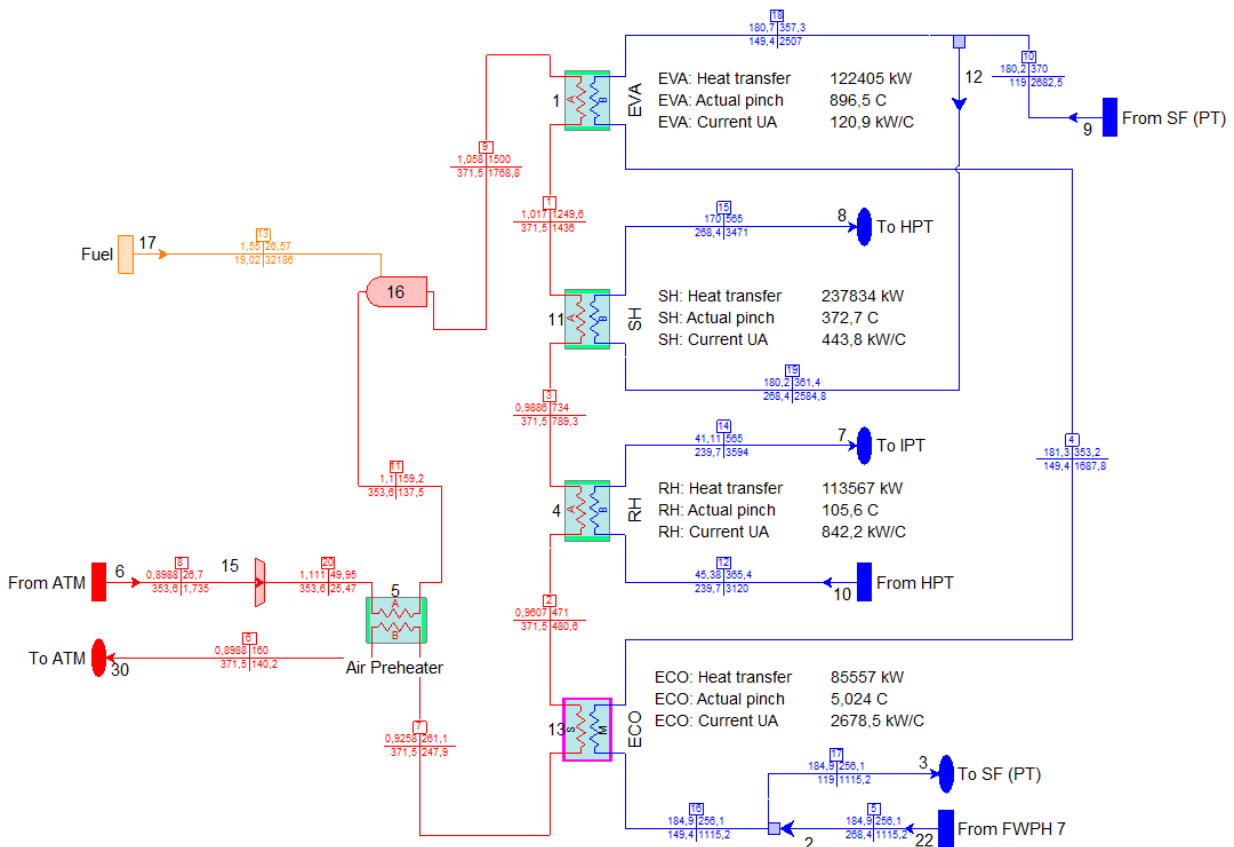 18
180,7 357,3
149,4 2507
10
180,2 370
119 2682,5
12
From SF (PT)
9
1
A
B
EVA
EVA: Heat transfer 122405 kW
EVA: Actual pinch 896,5 C
EVA: Current UA 120,9 kW/C
9
1,058 1500
371,5 1768,8
1
1,017 1249,6
371,5 1436
15
170 565
268,4 3471
8
To HPT
Fuel
17
13
1,55 26,57
19,02 32186
16
11
A
B
SH
SH: Heat transfer 237834 kW
SH: Actual pinch 372,7 C
SH: Current UA 443,8 kW/C
19
180,2 361,4
268,4 2584,8
3
0,9886 734
371,5 789,3
14
41,11 565
239,7 3594
7
To IPT
4
181,3 353,2
149,4 1687,8
11
1,1 159,2
353,6 137,5
4
A
B
RH
RH: Heat transfer 113567 kW
RH: Actual pinch 105,6 C
RH: Current UA 842,2 kW/C
From ATM
6
8
0,8988 26,7
353,6 1,735
15
20
1,111 49,95
353,6 25,47
12
45,38 365,4
239,7 3120
10
From HPT
5
A
B
Air Preheater
2
0,9607 471
371,5 480,6
To ATM
30
6
0,8988 160
371,5 140,2
ECO: Heat transfer 85557 kW
ECO: Actual pinch 5,024 C
ECO: Current UA 2678,5 kW/C
13
S
M
ECO
7
0,9258 261,1
371,5 247,9
17
184,9 256,1
119 1115,2
3
To SF (PT)
16
184,9 256,1
149,4 1115,2
2
5
184,9 256,1
268,4 1115,2
22
From FWPH 7